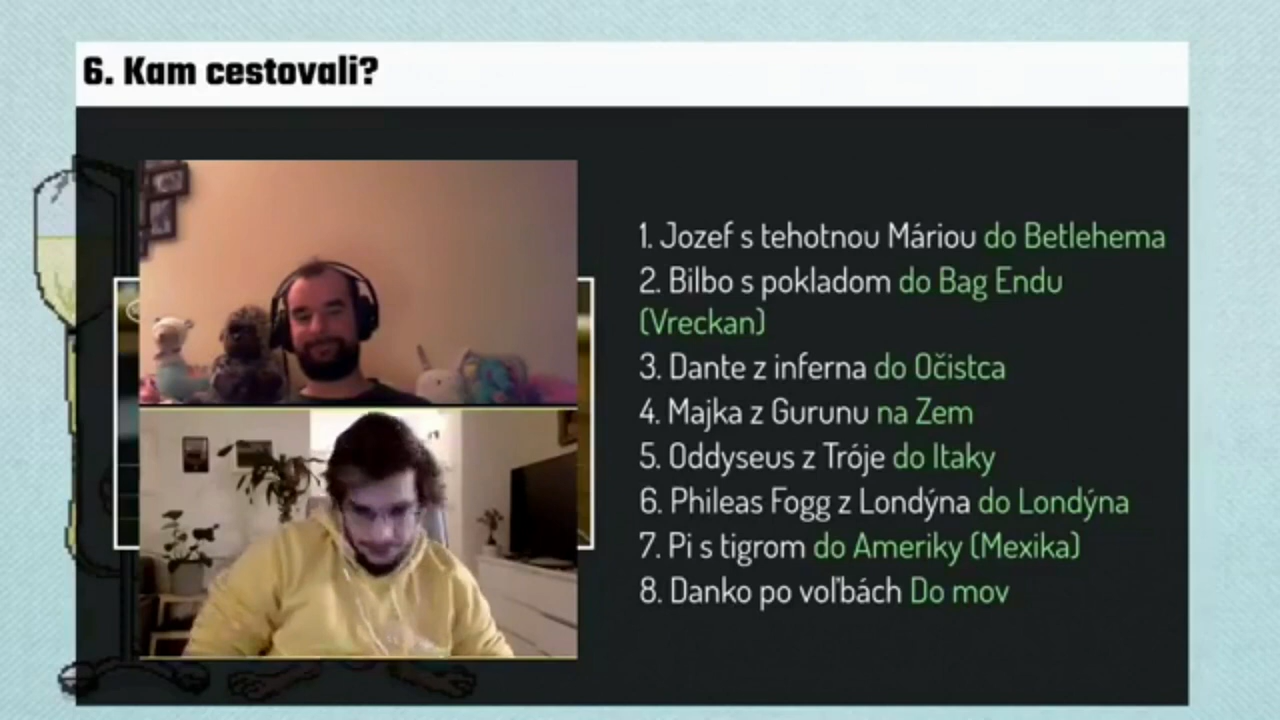 6. Kam cestovali?
1. Jozef s tehotnou Máriou do Betlehema
2. Bilbo s pokladom do Bag Endu
(Vreckan)
3. Dante z inferna do Očistca
4. Majka z Gurunu na Zem
5. Oddyseus z Tróje do Itaky
6. Phileas Fogg z Londýna do Londýna
7. Pi s tigrom do Ameriky (Mexika)
8. Danko po voľbách Do mov